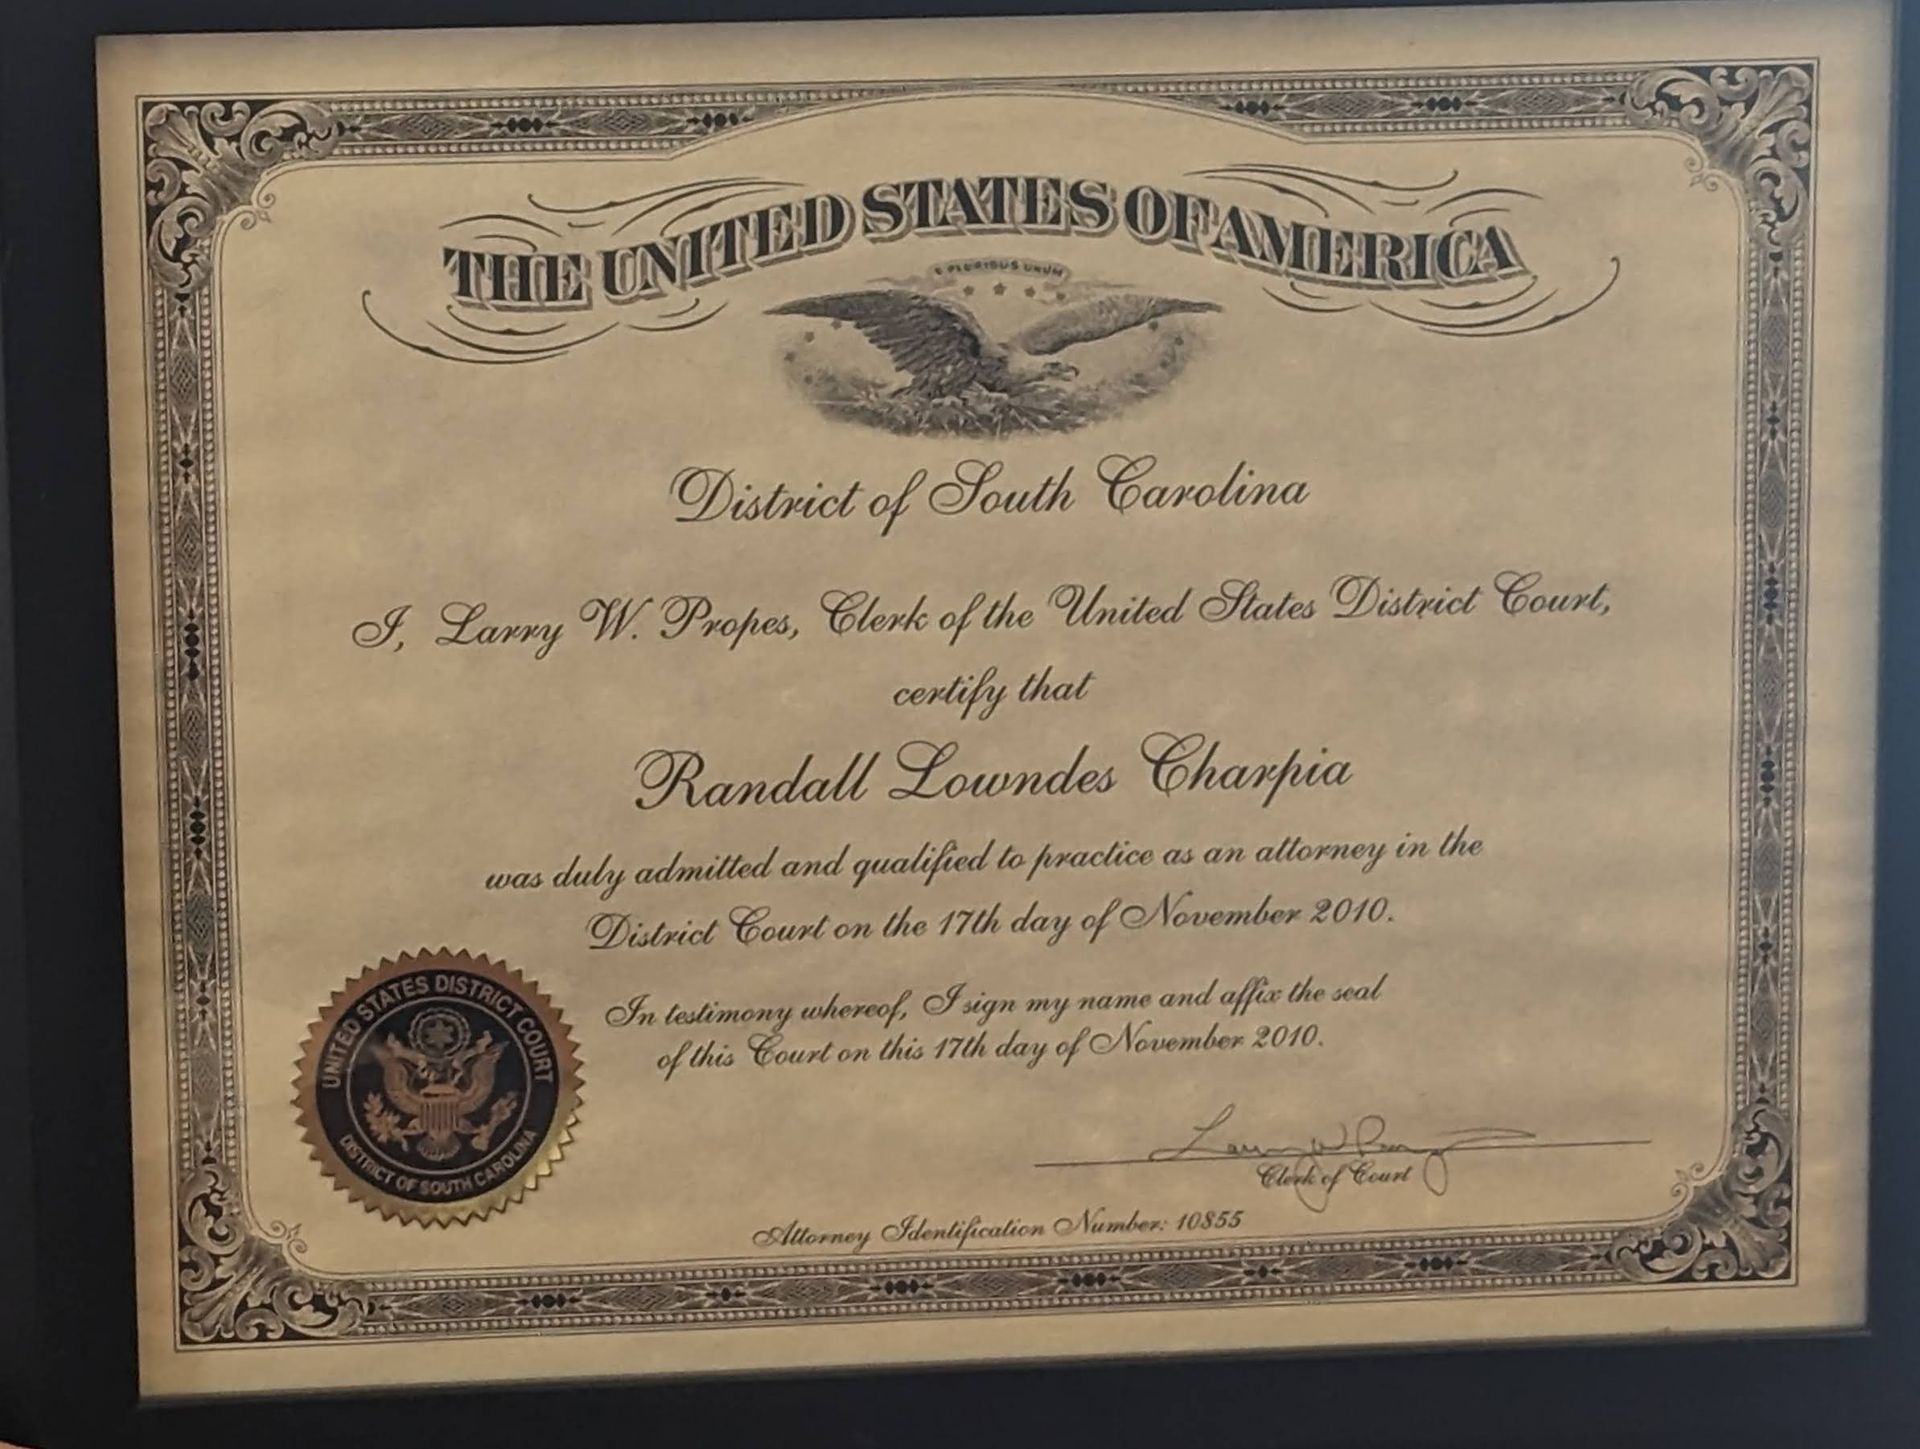 THE UNITED STATES OF AMERICA
E PLURIBUS UNUM
District of South Carolina
I, Larry W. Propes, Clerk of the United States District Court,
certify that
Randall Lowndes Charpia
was duly admitted and qualified to practice as an attorney in the
District Court on the 17th day of November 2010.
In testimony whereof, I sign my name and affix the seal
of this Court on this 17th day of November 2010.
UNITED STATES DISTRICT COURT
DISTRICT OF SOUTH CAROLINA
Clerk of Court
Attorney Identification Number: 10855